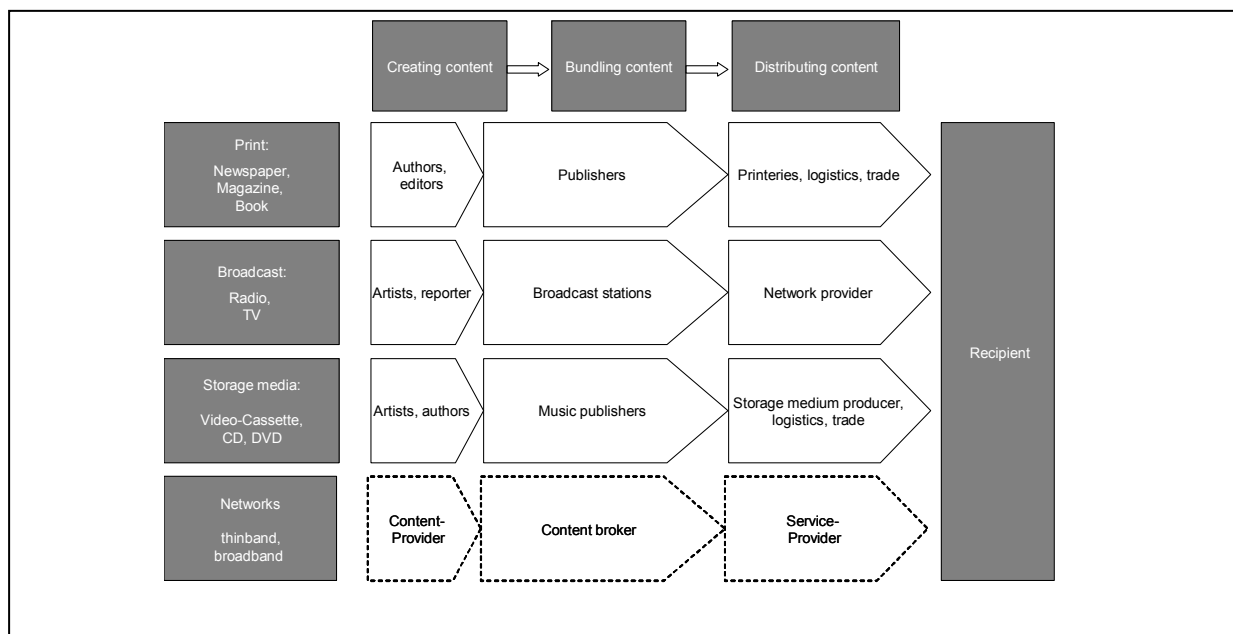 Creating content
Bundling content
Distributing content
Print:
Newspaper,
Magazine,
Book
Authors,
editors
Publishers
Printeries, logistics, trade
Broadcast:
Radio,
TV
Artists, reporter
Broadcast stations
Network provider
Recipient
Storage media:
Video-Cassette,
CD, DVD
Artists, authors
Music publishers
Storage medium producer,
logistics, trade
Networks
thinband,
broadband
Content-
Provider
Content broker
Service-
Provider